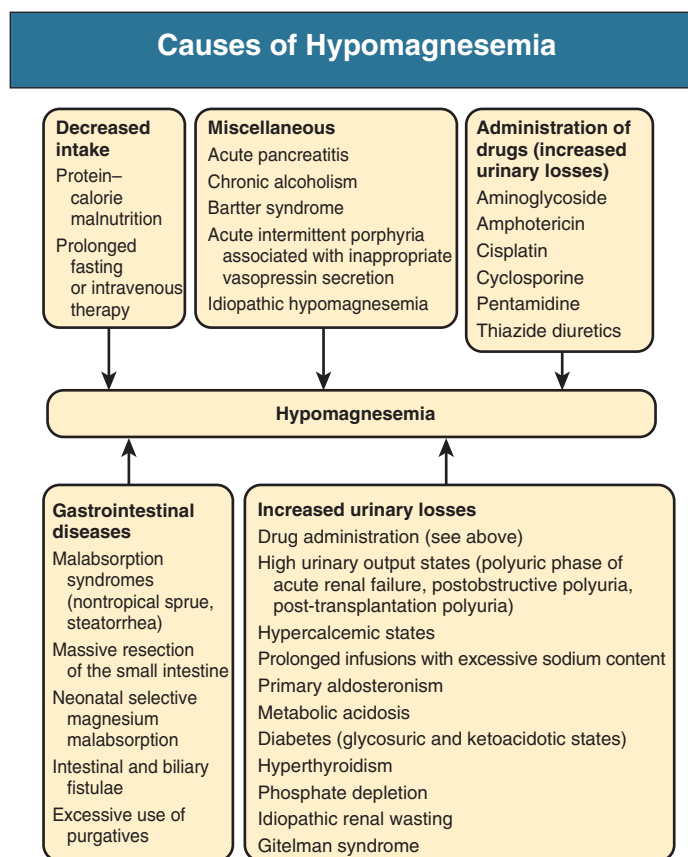 Causes of Hypomagnesemia
Decreased
intake
Protein–
calorie
malnutrition
Prolonged
fasting
or intravenous
therapy
Miscellaneous
Acute pancreatitis
Chronic alcoholism
Bartter syndrome
Acute intermittent porphyria
associated with inappropriate
vasopressin secretion
Idiopathic hypomagnesemia
Administration of
drugs (increased
urinary losses)
Aminoglycoside
Amphotericin
Cisplatin
Cyclosporine
Pentamidine
Thiazide diuretics
Hypomagnesemia
Gastrointestinal
diseases
Malabsorption
syndromes
(nontropical sprue,
steatorrhea)
Massive resection
of the small intestine
Neonatal selective
magnesium
malabsorption
Intestinal and biliary
fistulae
Excessive use of
purgatives
Increased urinary losses
Drug administration (see above)
High urinary output states (polyuric phase of
acute renal failure, postobstructive polyuria,
post-transplantation polyuria)
Hypercalcemic states
Prolonged infusions with excessive sodium content
Primary aldosteronism
Metabolic acidosis
Diabetes (glycosuric and ketoacidotic states)
Hyperthyroidism
Phosphate depletion
Idiopathic renal wasting
Gitelman syndrome